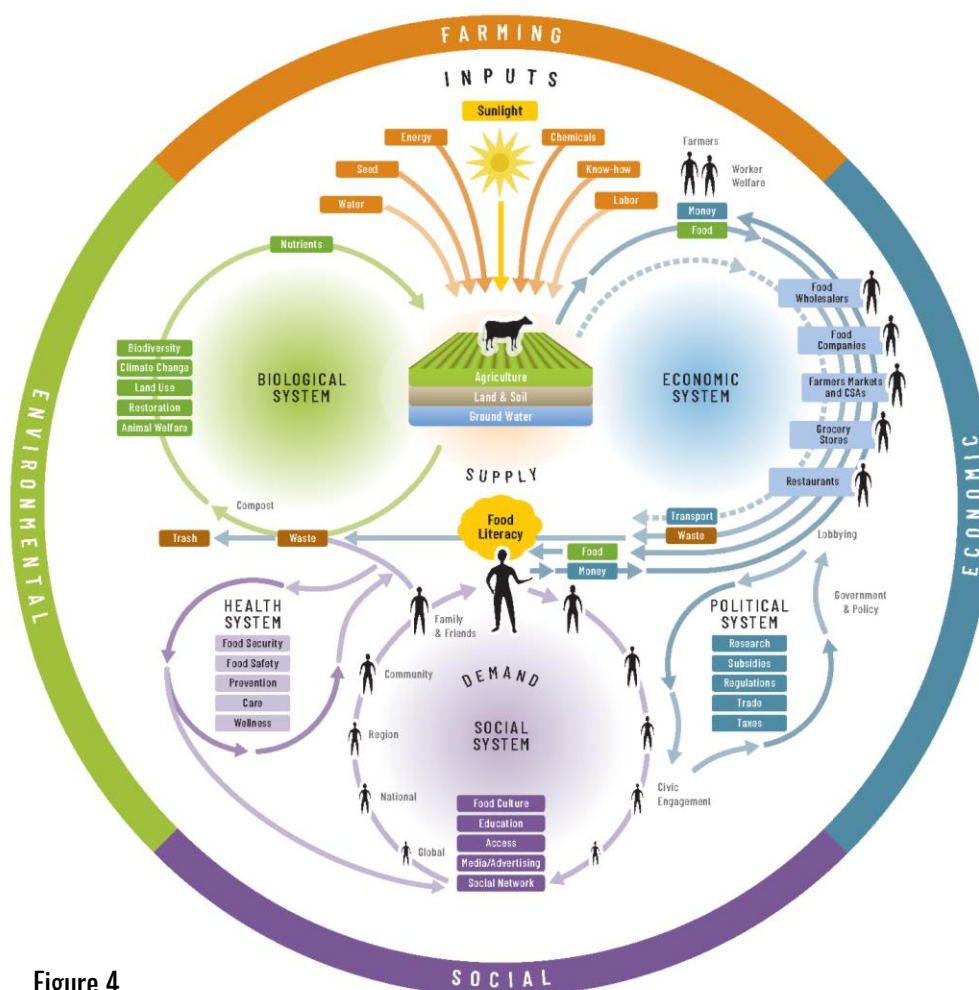 FARMING
INPUTS
Sunlight
Energy
Chemicals
Seed
Know-how
Water
Labor
Farmers
Worker
Welfare
Money
Food
Nutrients
Food
Wholesalers
Food
Companies
Farmers Markets
and CSAs
Grocery
Stores
Restaurants
Biodiversity
Climate Change
Land Use
Restoration
Animal Welfare
BIOLOGICAL
SYSTEM
Agriculture
Land & Soil
Ground Water
ECONOMIC
SYSTEM
ENVIRONMENTAL
ECONOMIC
SUPPLY
Compost
Trash
Waste
Food
Literacy
Transport
Waste
Food
Money
Lobbying
Government
& Policy
HEALTH
SYSTEM
Food Security
Food Safety
Prevention
Care
Wellness
Family
& Friends
Community
Region
National
Global
DEMAND
SOCIAL
SYSTEM
Food Culture
Education
Access
Media/Advertising
Social Network
POLITICAL
SYSTEM
Research
Subsidies
Regulations
Trade
Taxes
Civic
Engagement
SOCIAL
Figure 4